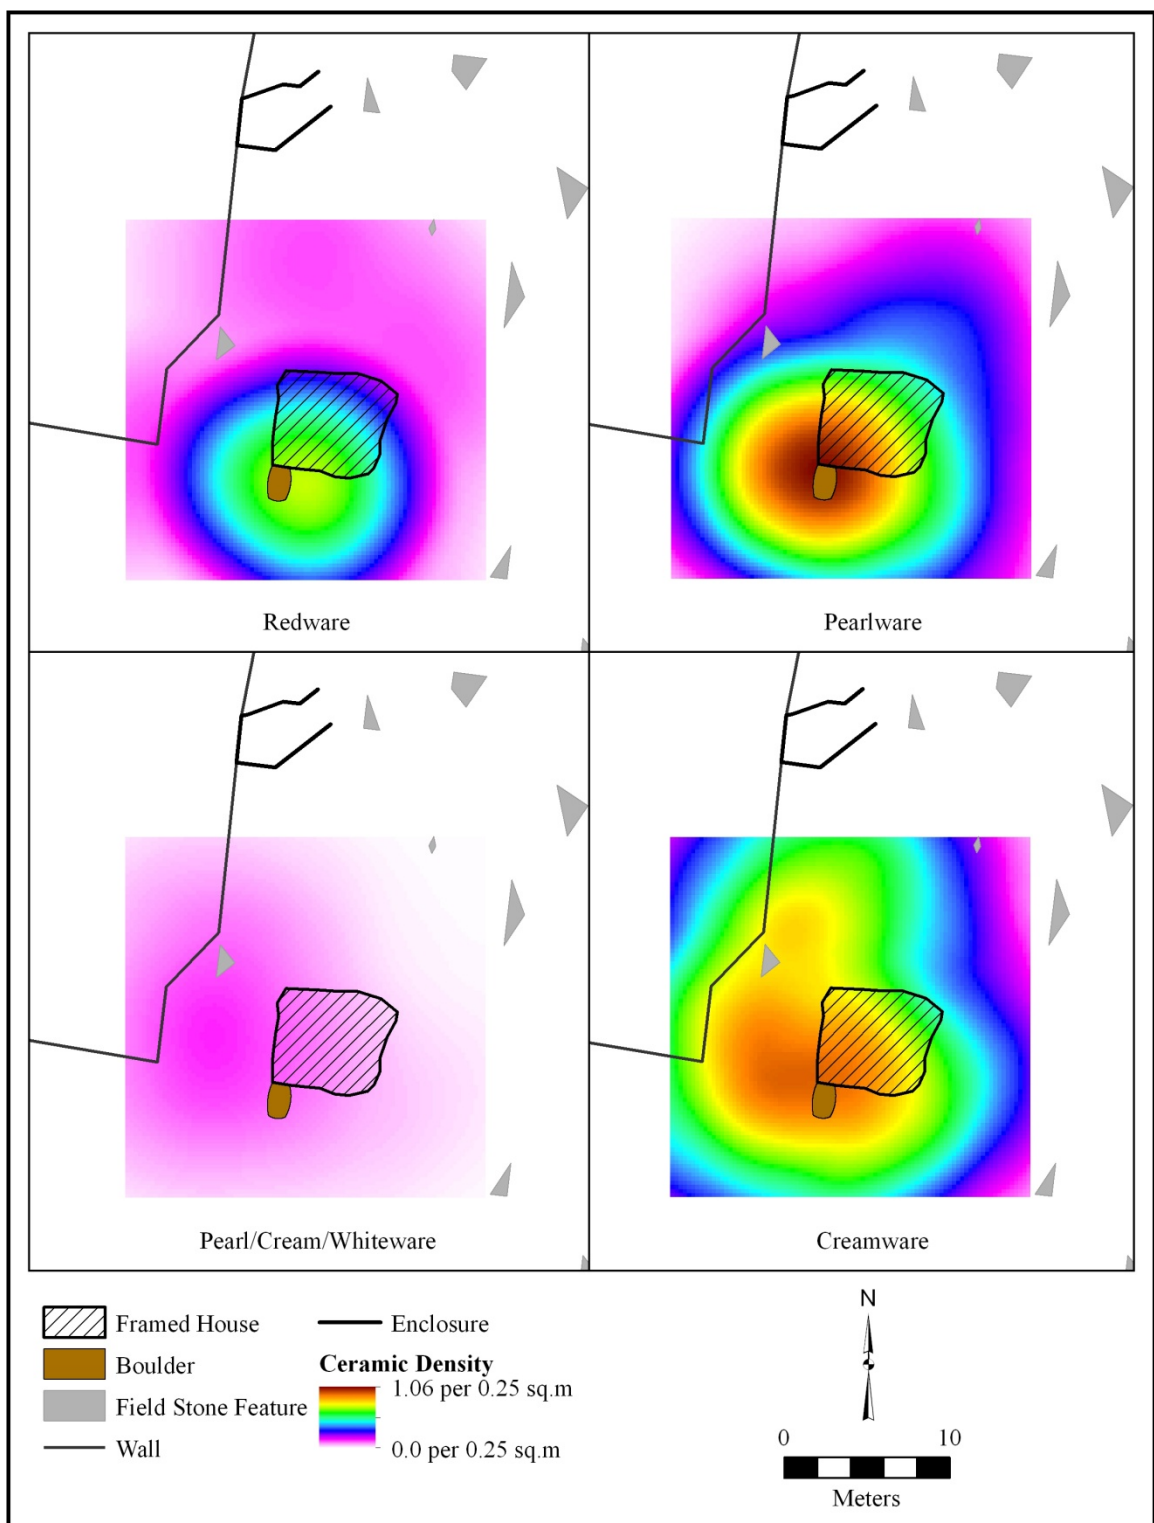 Redware
Pearlware
Pearl/Cream/Whiteware
Creamware
Framed House
Enclosure
Boulder
Ceramic Density
1.06 per 0.25 sq.m
Field Stone Feature
0.0 per 0.25 sq.m
Wall
N
0 10
Meters